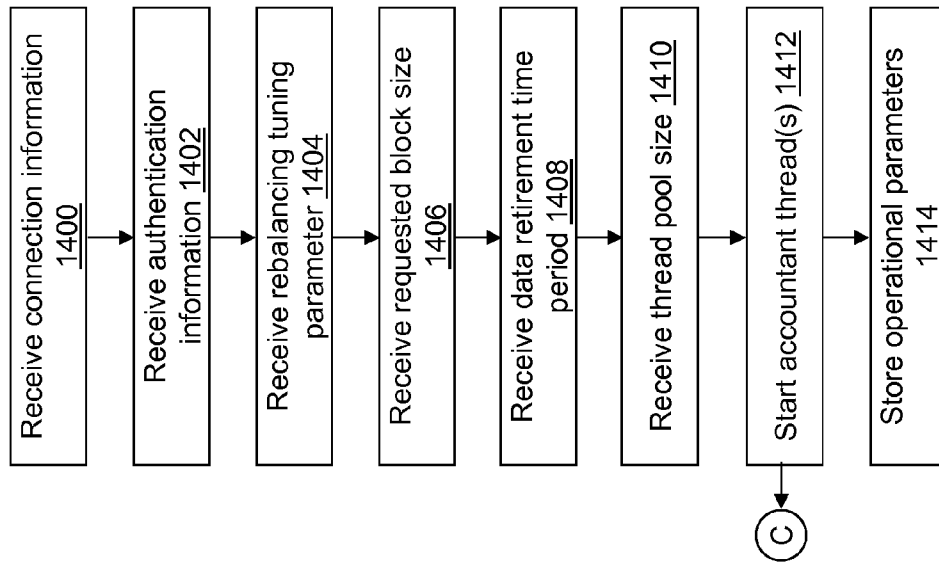 Receive connection information
1400
Receive authentication
information 1402
Receive rebalancing tuning
parameter 1404
Receive requested block size
1406
Receive data retirement time
period 1408
Receive thread pool size 1410
Start accountant thread(s) 1412
C
Store operational parameters
1414